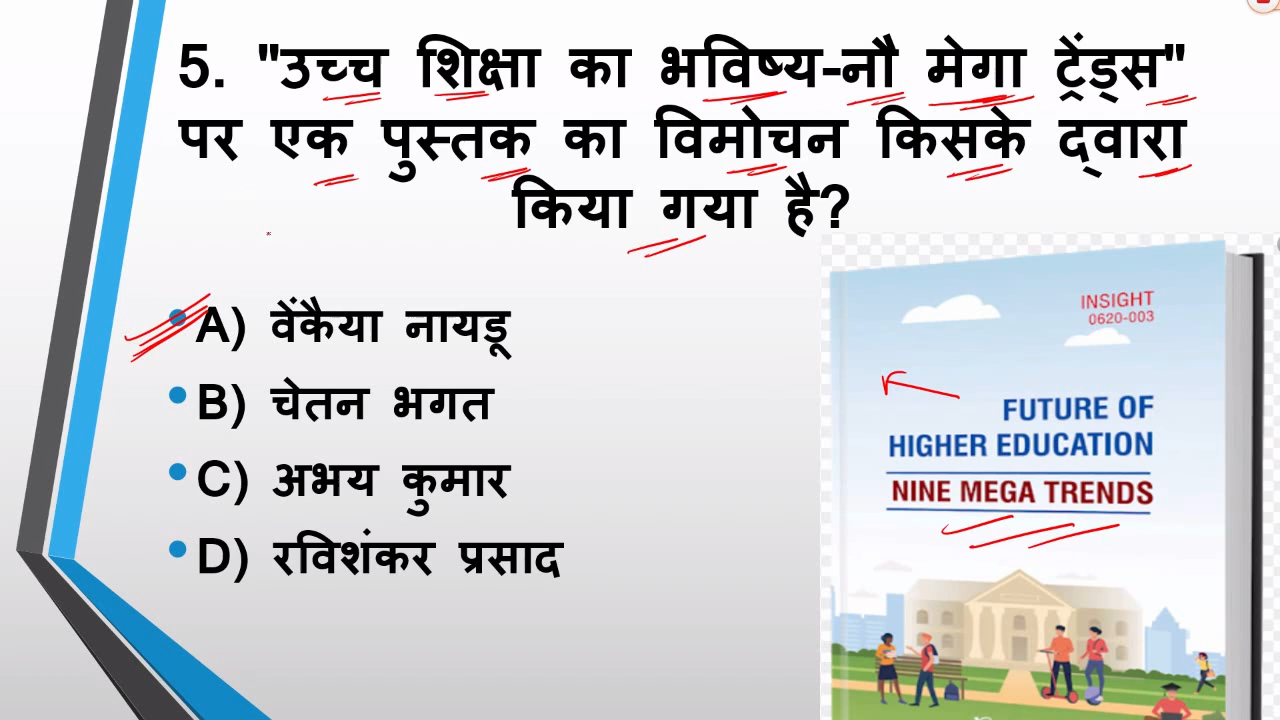 5. "उच्च शिक्षा का भविष्य-नौ मेगा ट्रेंड्स"
पर एक पुस्तक का विमोचन किसके द्वारा
किया गया है?
A) वेंकैया नायडू
B) चेतन भगत
C) अभय कुमार
D) रविशंकर प्रसाद
INSIGHT
0620-003
FUTURE OF
HIGHER EDUCATION
NINE MEGA TRENDS